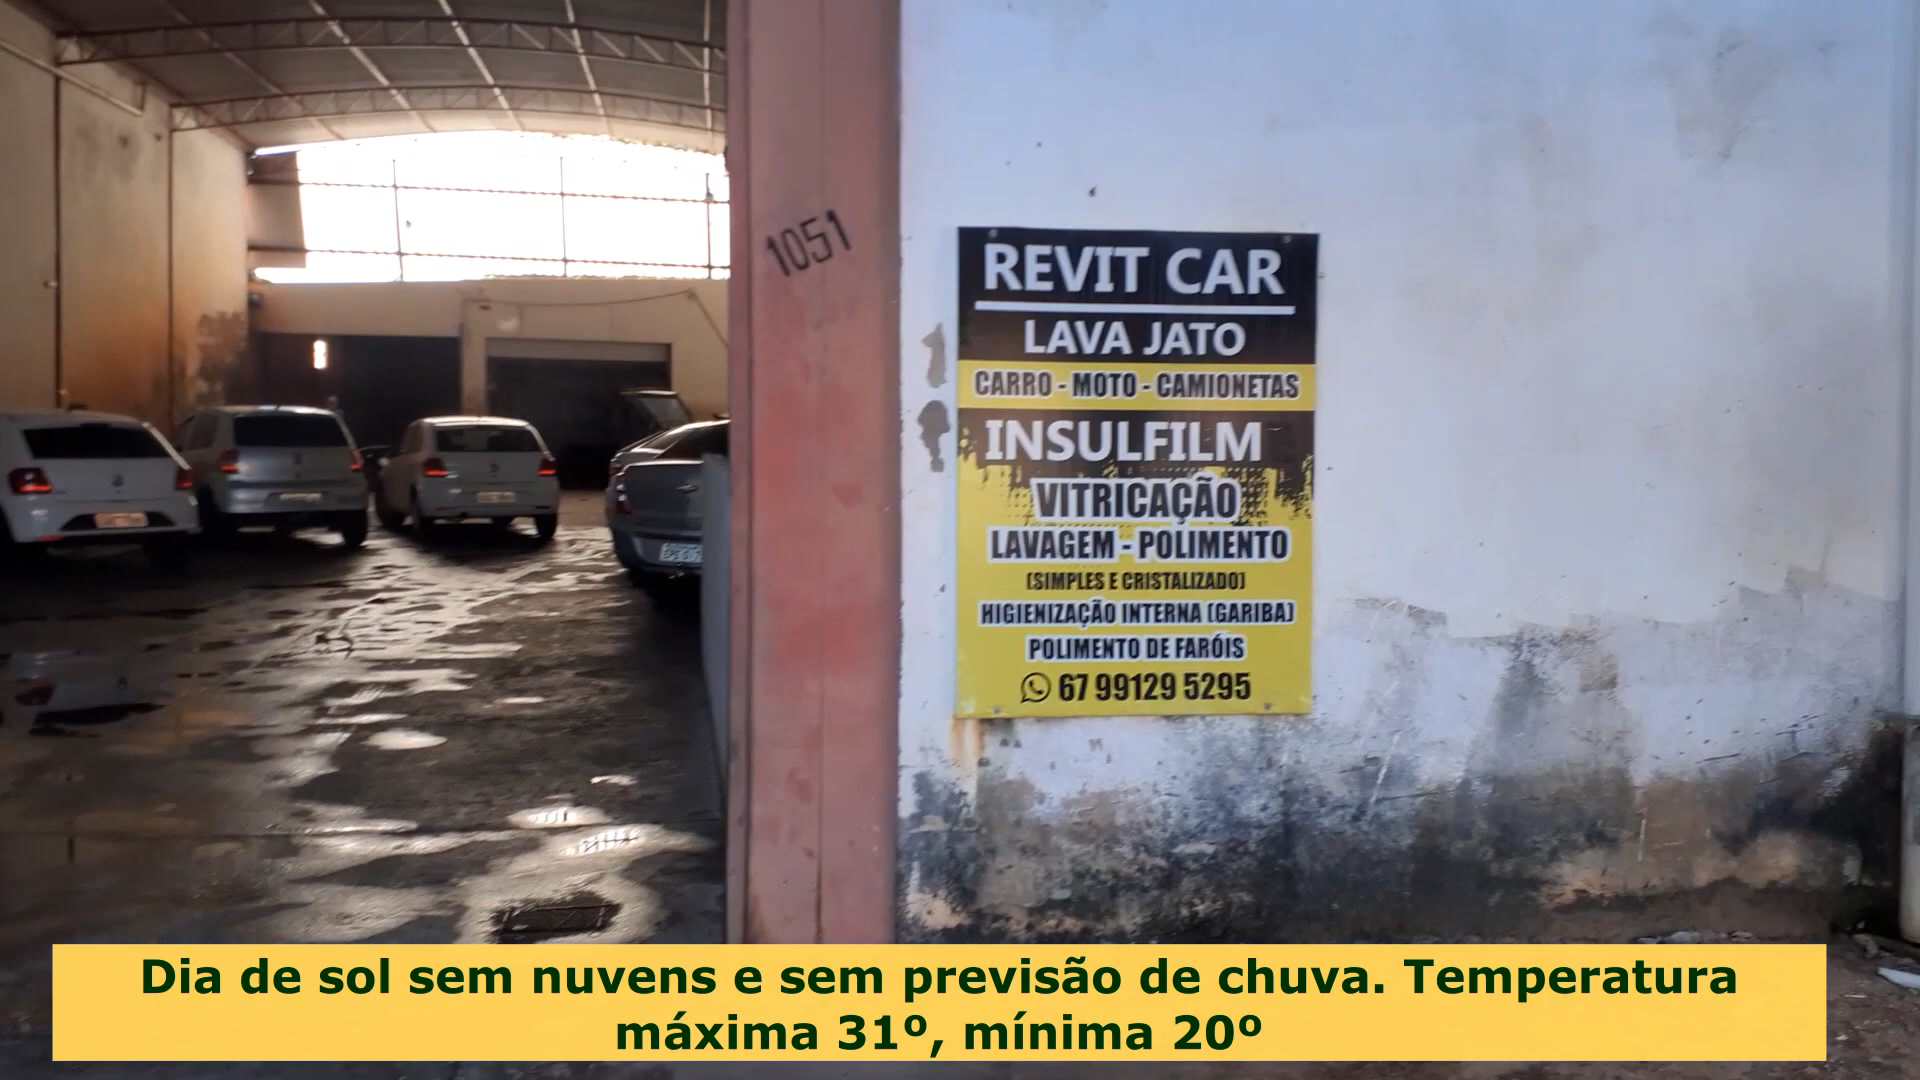 1051
REVIT CAR
LAVA JATO
CARRO - MOTO - CAMIONETAS
INSULFILM
VITRICAÇÃO
LAVAGEM - POLIMENTO
(SIMPLES E CRISTALIZADO)
HIGIENIZAÇÃO INTERNA (GARIBA)
POLIMENTO DE FARÓIS
67 99129 5295
Dia de sol sem nuvens e sem previsão de chuva. Temperatura
máxima 31º, mínima 20º